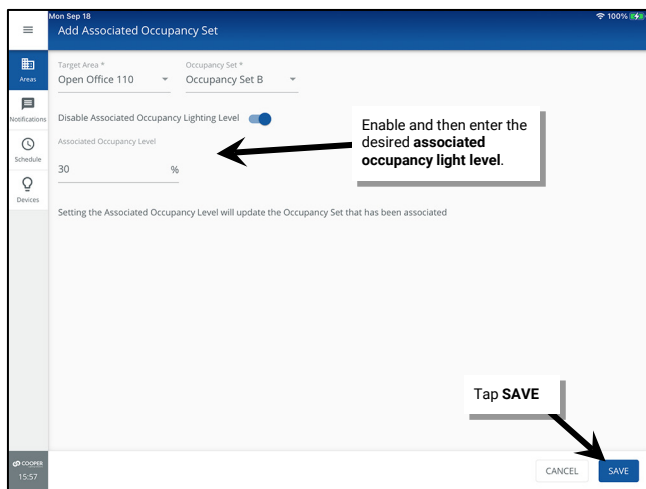 Mon Sep 18
100%
Add Associated Occupancy Set
Areas
Notifications
Schedule
Devices
Target Area *
Occupancy Set *
Open Office 110
Occupancy Set B
Disable Associated Occupancy Lighting Level
Associated Occupancy Level
30 %
Setting the Associated Occupancy Level will update the Occupancy Set that has been associated
Enable and then enter the
desired associated
occupancy light level.
Tap SAVE
COOPER
15:57
CANCEL
SAVE